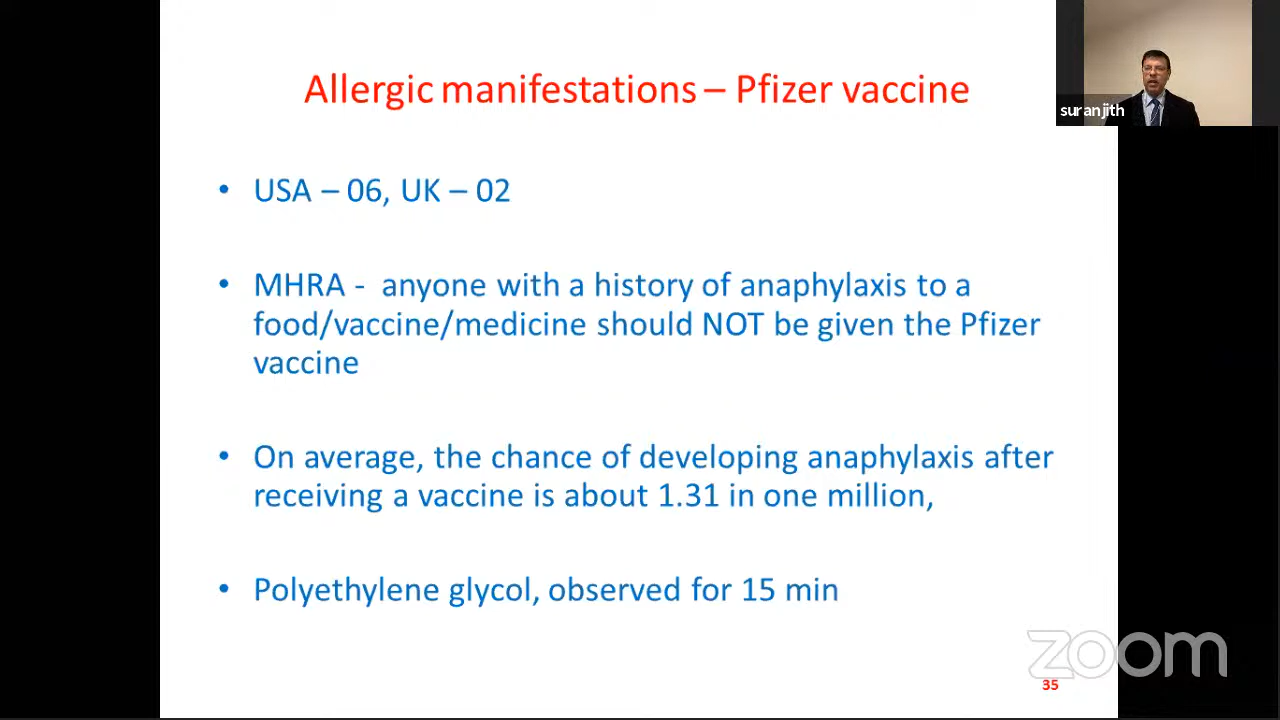 Allergic manifestations – Pfizer vaccine
suranjith
• USA – 06, UK – 02
• MHRA - anyone with a history of anaphylaxis to a
food/vaccine/medicine should NOT be given the Pfizer
vaccine
• On average, the chance of developing anaphylaxis after
receiving a vaccine is about 1.31 in one million,
• Polyethylene glycol, observed for 15 min
zoom
35